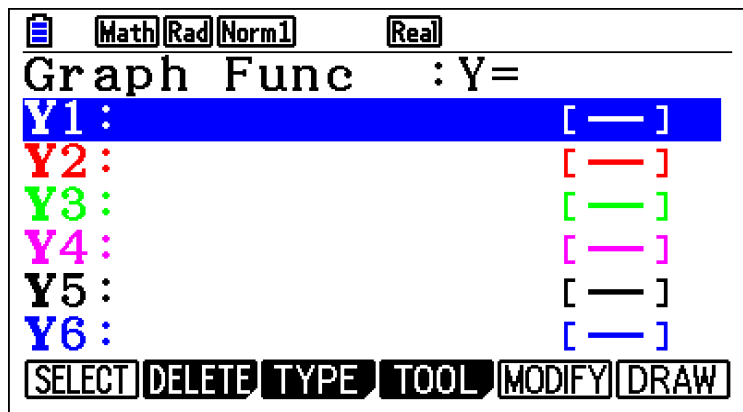 Math Rad Norm1 Real
Graph Func :Y=
Y1: [—]
Y2: [—]
Y3: [—]
Y4: [—]
Y5: [—]
Y6: [—]
SELECT DELETE TYPE TOOL MODIFY DRAW